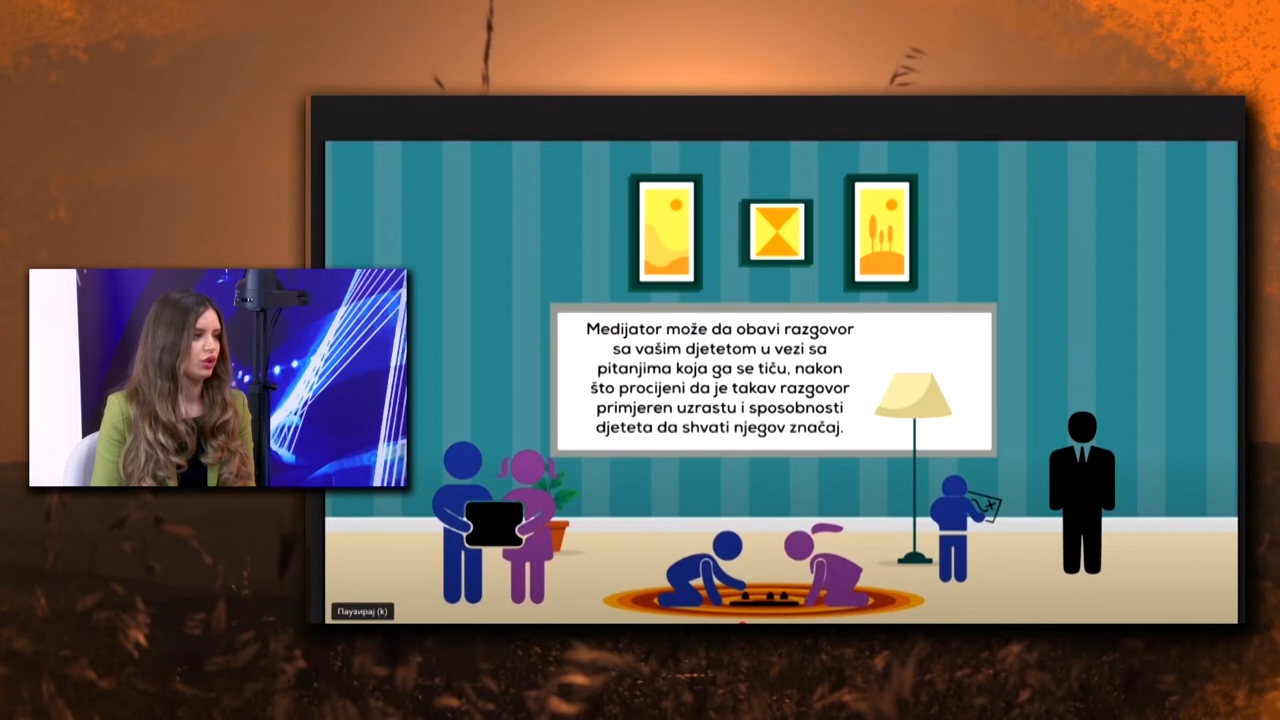 Medijator može da obavi razgovor
sa vašim djetetom u vezi sa
pitanjima koja ga se tiču, nakon
što procijeni da je takav razgovor
primjeren uzrastu i sposobnosti
djeteta da shvati njegov značaj.
Паузирај (k)